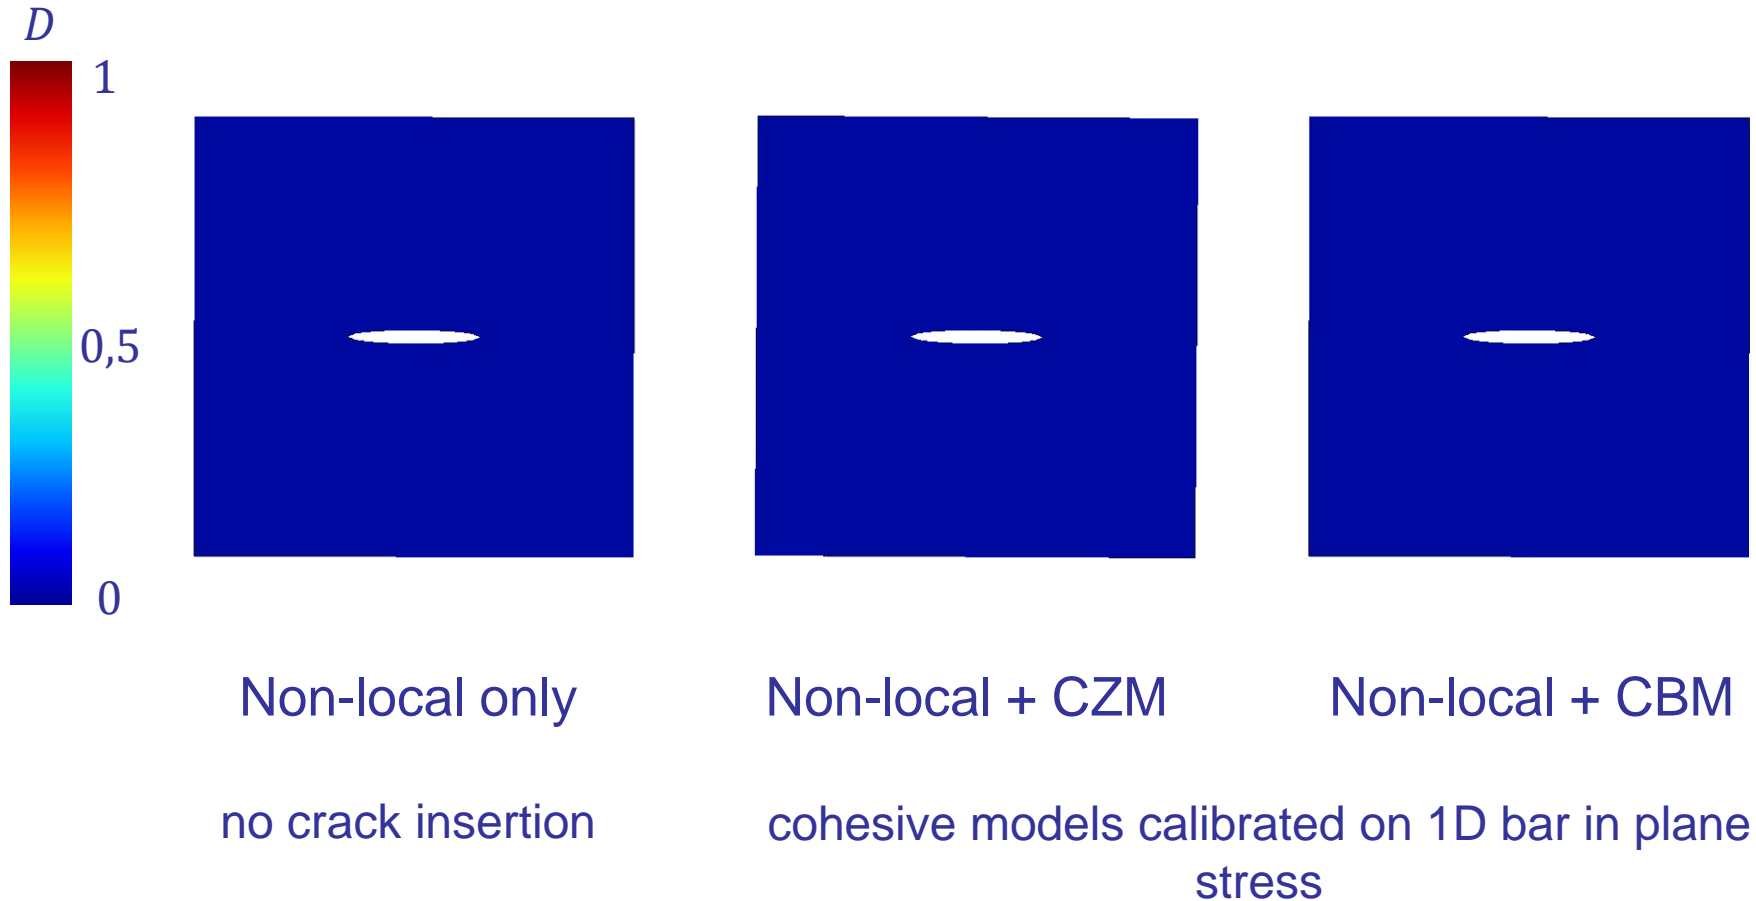 D
1
0,5
0
Non-local only
Non-local + CZM
Non-local + CBM
no crack insertion
cohesive models calibrated on 1D bar in plane
stress